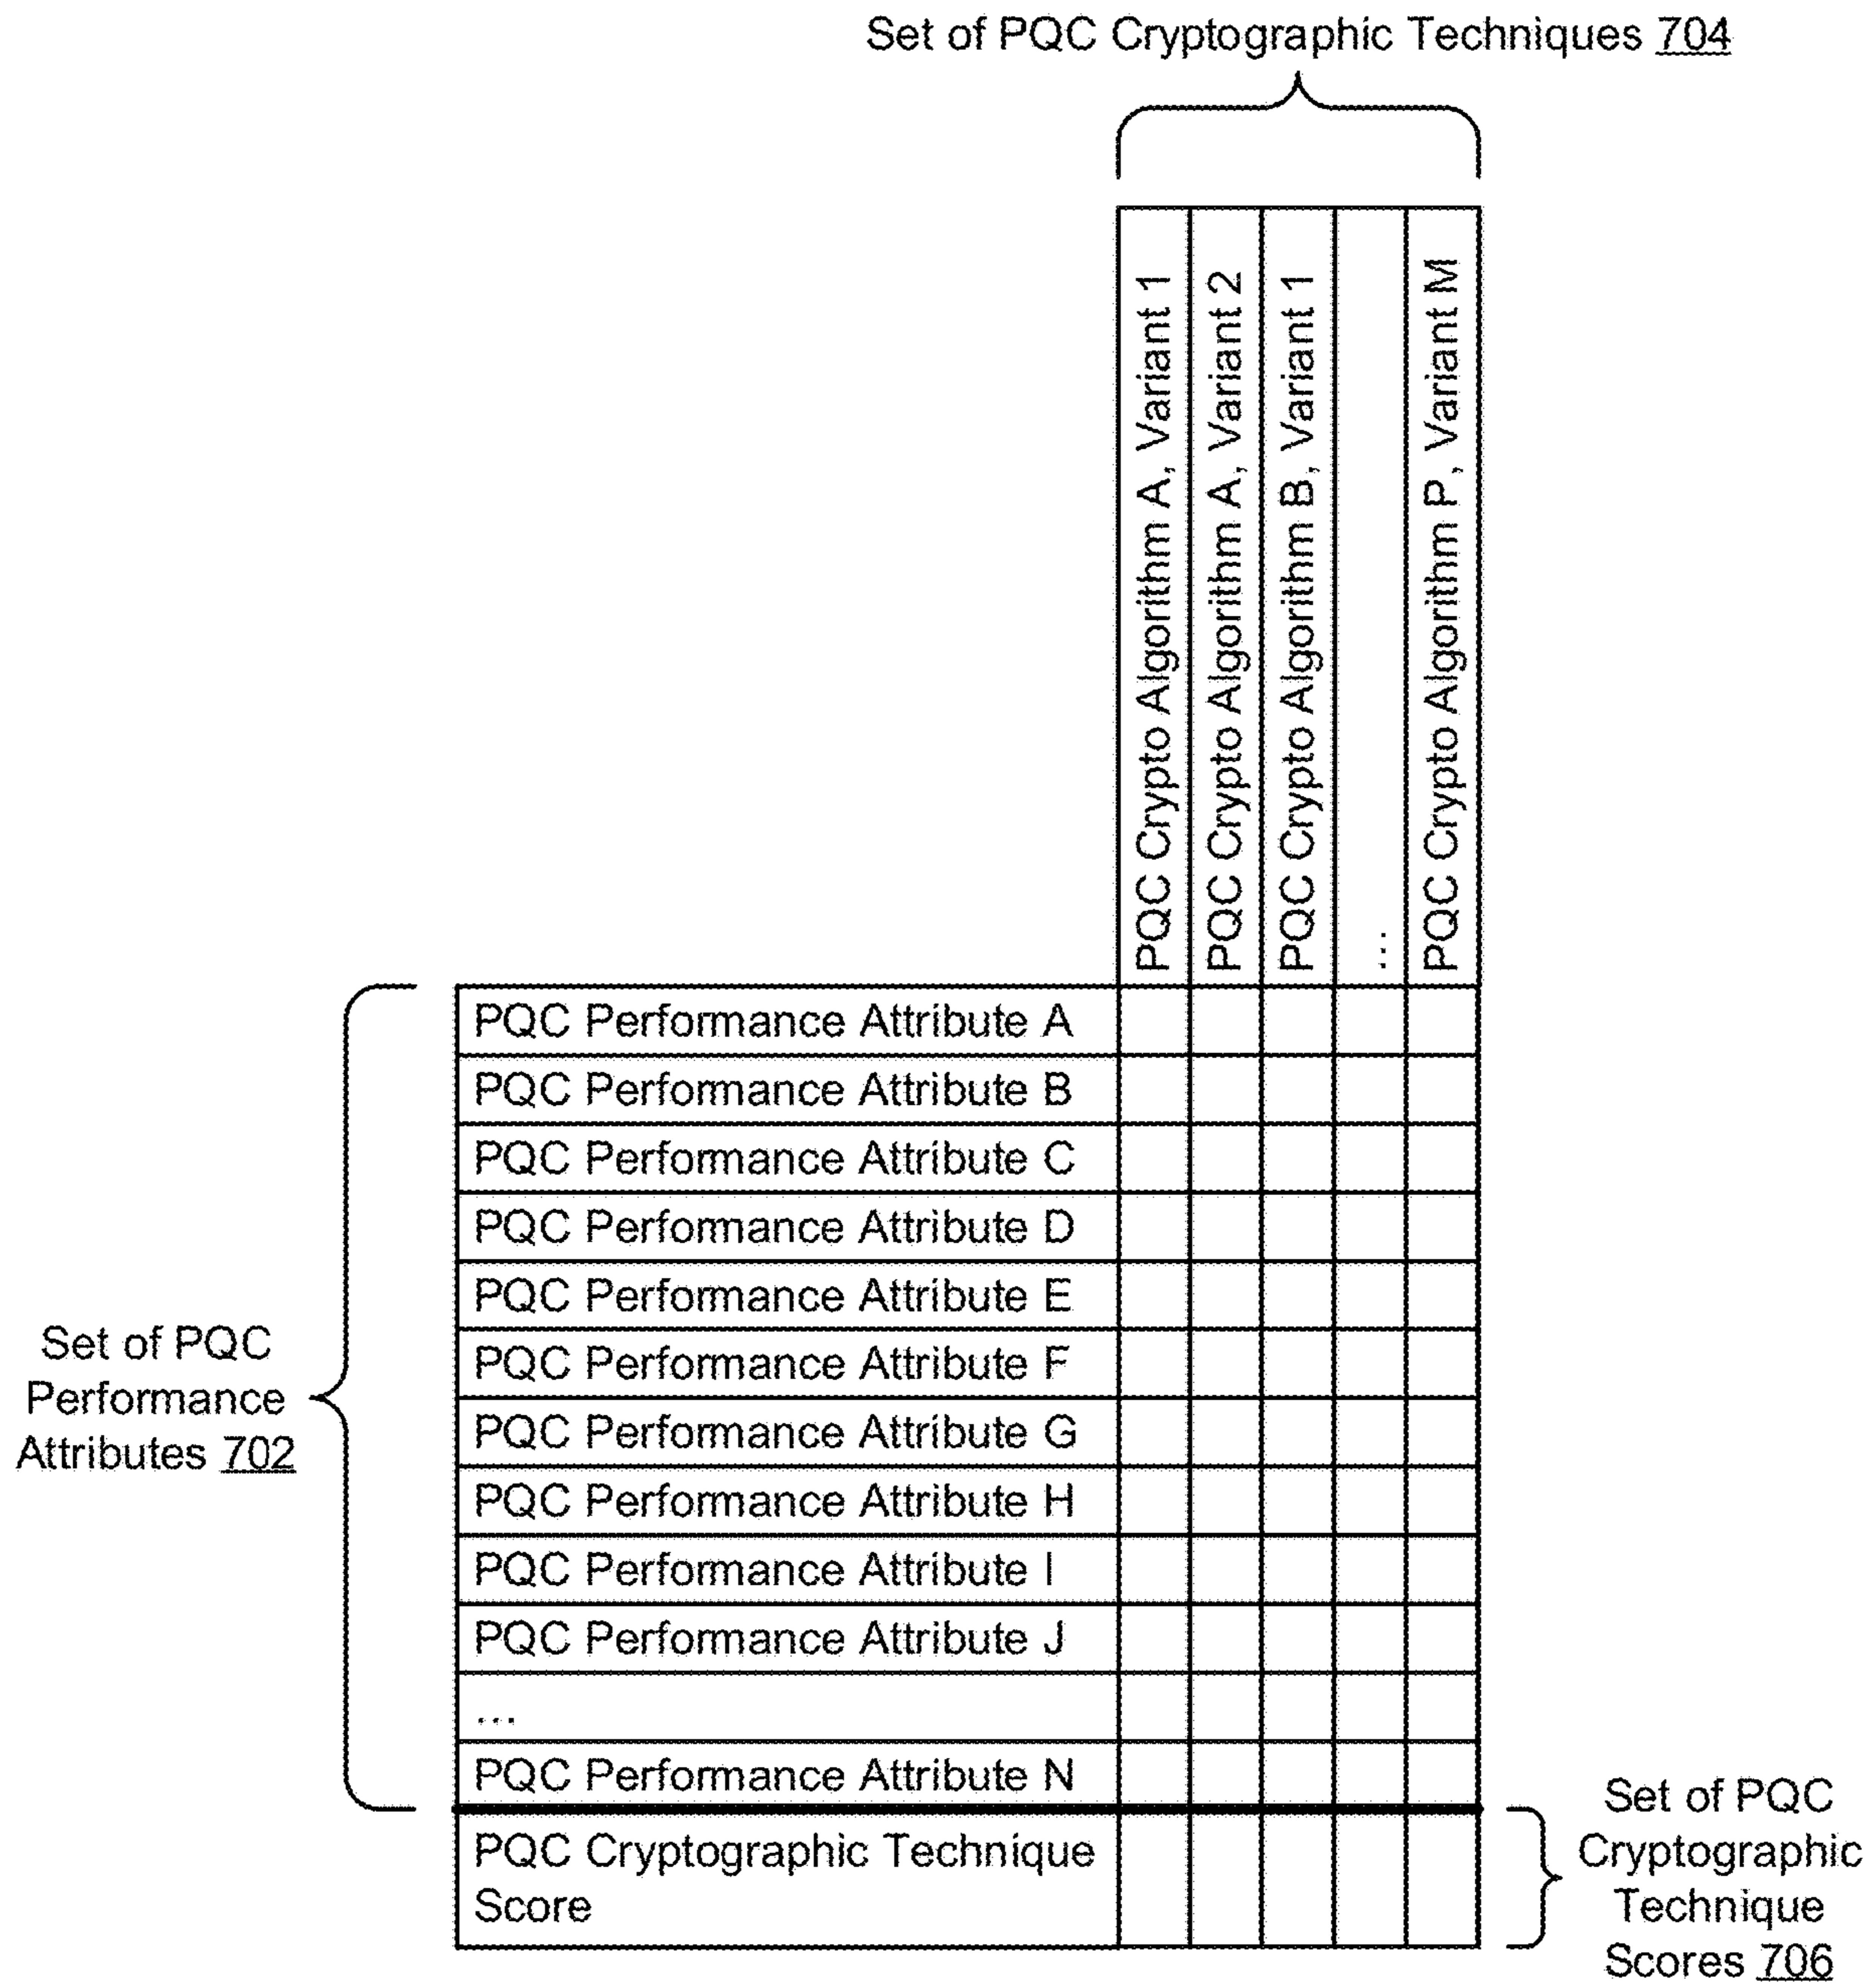 Set of PQC Cryptographic Techniques 704
PQC Crypto Algorithm A, Variant 1
PQC Crypto Algorithm A, Variant 2
PQC Crypto Algorithm B, Variant 1
...
PQC Crypto Algorithm P, Variant M
Set of PQC
Performance
Attributes 702
PQC Performance Attribute A
PQC Performance Attribute B
PQC Performance Attribute C
PQC Performance Attribute D
PQC Performance Attribute E
PQC Performance Attribute F
PQC Performance Attribute G
PQC Performance Attribute H
PQC Performance Attribute I
PQC Performance Attribute J
...
PQC Performance Attribute N
PQC Cryptographic Technique
Score
Set of PQC
Cryptographic
Technique
Scores 706